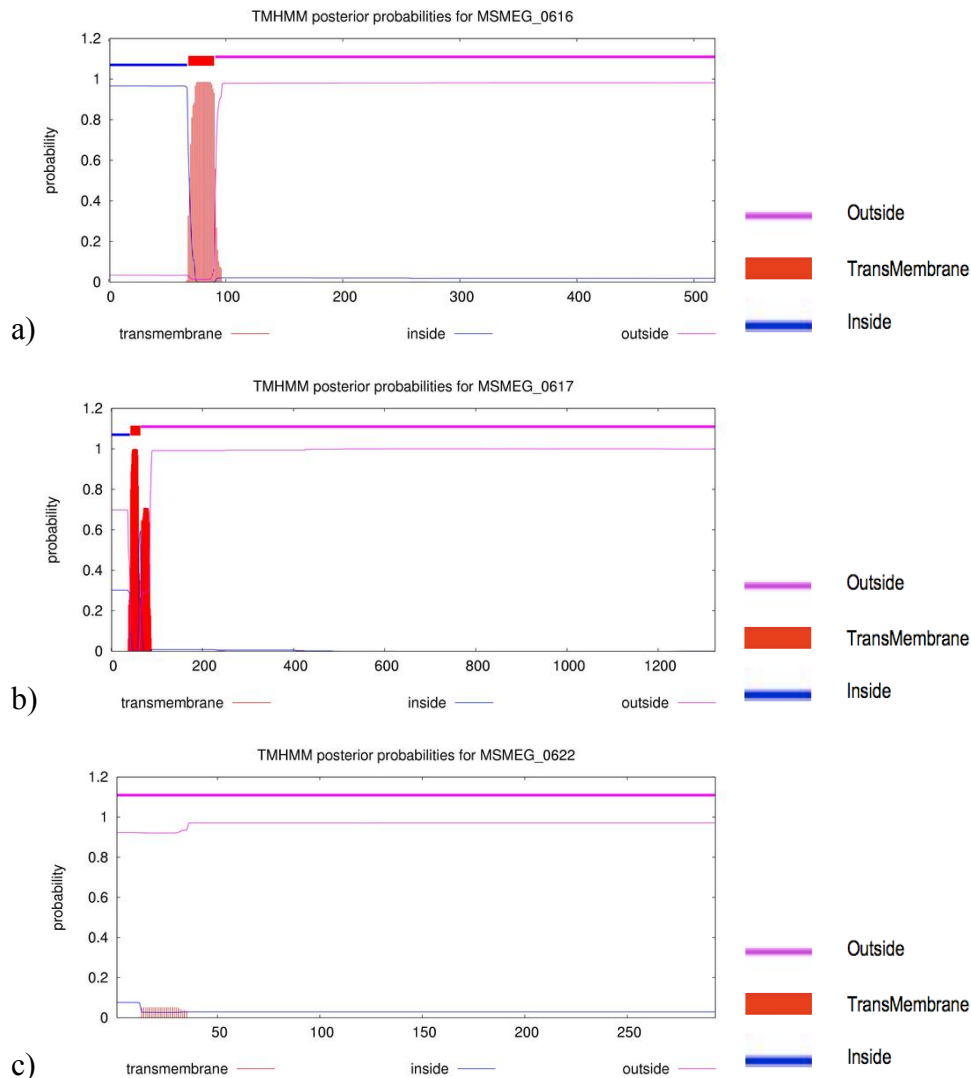 TMHMM posterior probabilities for MSMEG_0616
1.2
1
0.8
0.6
0.4
0.2
0
probability
0 100 200 300 400 500
transmembrane inside outside
Outside
TransMembrane
Inside
a)
TMHMM posterior probabilities for MSMEG_0617
1.2
1
0.8
0.6
0.4
0.2
0
probability
0 200 400 600 800 1000 1200
transmembrane inside outside
Outside
TransMembrane
Inside
b)
TMHMM posterior probabilities for MSMEG_0622
1.2
1
0.8
0.6
0.4
0.2
0
probability
50 100 150 200 250
transmembrane inside outside
Outside
TransMembrane
Inside
c)